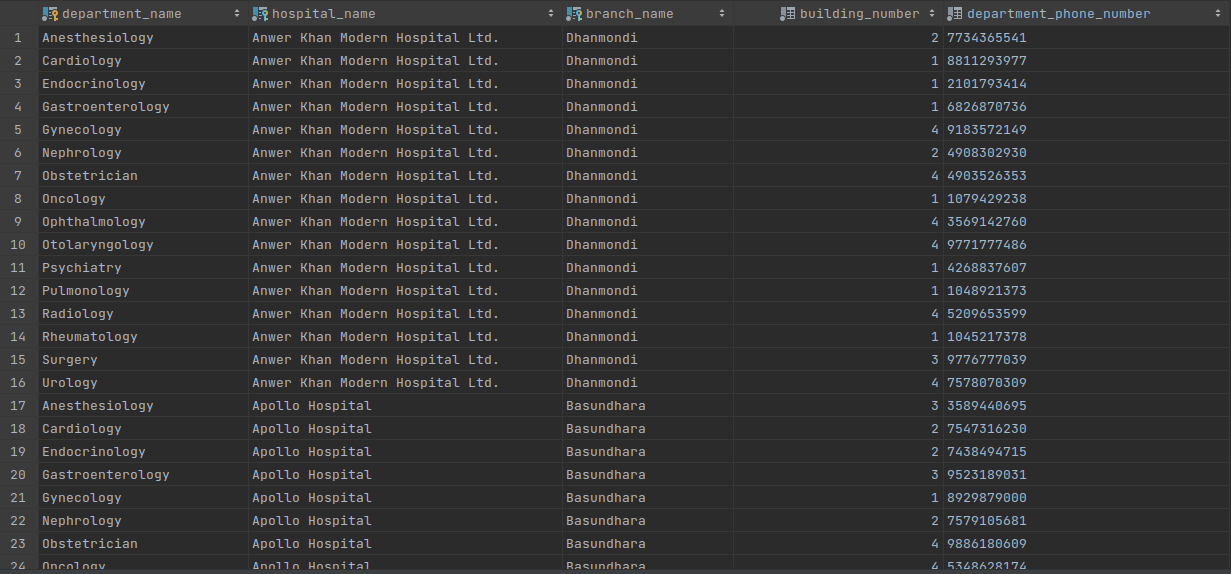 department_name hospital_name branch_name building_number department_phone_number
1 Anesthesiology Anwer Khan Modern Hospital Ltd. Dhanmondi 2 7734365541
2 Cardiology Anwer Khan Modern Hospital Ltd. Dhanmondi 1 8811293977
3 Endocrinology Anwer Khan Modern Hospital Ltd. Dhanmondi 1 2101793414
4 Gastroenterology Anwer Khan Modern Hospital Ltd. Dhanmondi 1 6826870736
5 Gynecology Anwer Khan Modern Hospital Ltd. Dhanmondi 4 9183572149
6 Nephrology Anwer Khan Modern Hospital Ltd. Dhanmondi 2 4908302930
7 Obstetrician Anwer Khan Modern Hospital Ltd. Dhanmondi 4 4903526353
8 Oncology Anwer Khan Modern Hospital Ltd. Dhanmondi 1 1079429238
9 Ophthalmology Anwer Khan Modern Hospital Ltd. Dhanmondi 4 3569142760
10 Otolaryngology Anwer Khan Modern Hospital Ltd. Dhanmondi 4 9771777486
11 Psychiatry Anwer Khan Modern Hospital Ltd. Dhanmondi 1 4268837607
12 Pulmonology Anwer Khan Modern Hospital Ltd. Dhanmondi 1 1048921373
13 Radiology Anwer Khan Modern Hospital Ltd. Dhanmondi 4 5209653599
14 Rheumatology Anwer Khan Modern Hospital Ltd. Dhanmondi 1 1045217378
15 Surgery Anwer Khan Modern Hospital Ltd. Dhanmondi 3 9776777039
16 Urology Anwer Khan Modern Hospital Ltd. Dhanmondi 4 7578070309
17 Anesthesiology Apollo Hospital Basundhara 3 3589440695
18 Cardiology Apollo Hospital Basundhara 2 7547316230
19 Endocrinology Apollo Hospital Basundhara 2 7438494715
20 Gastroenterology Apollo Hospital Basundhara 3 9523189031
21 Gynecology Apollo Hospital Basundhara 1 8929879000
22 Nephrology Apollo Hospital Basundhara 2 7579105681
23 Obstetrician Apollo Hospital Basundhara 4 9886180609
24 Oncology Apollo Hospital Basundhara 4 5348628174